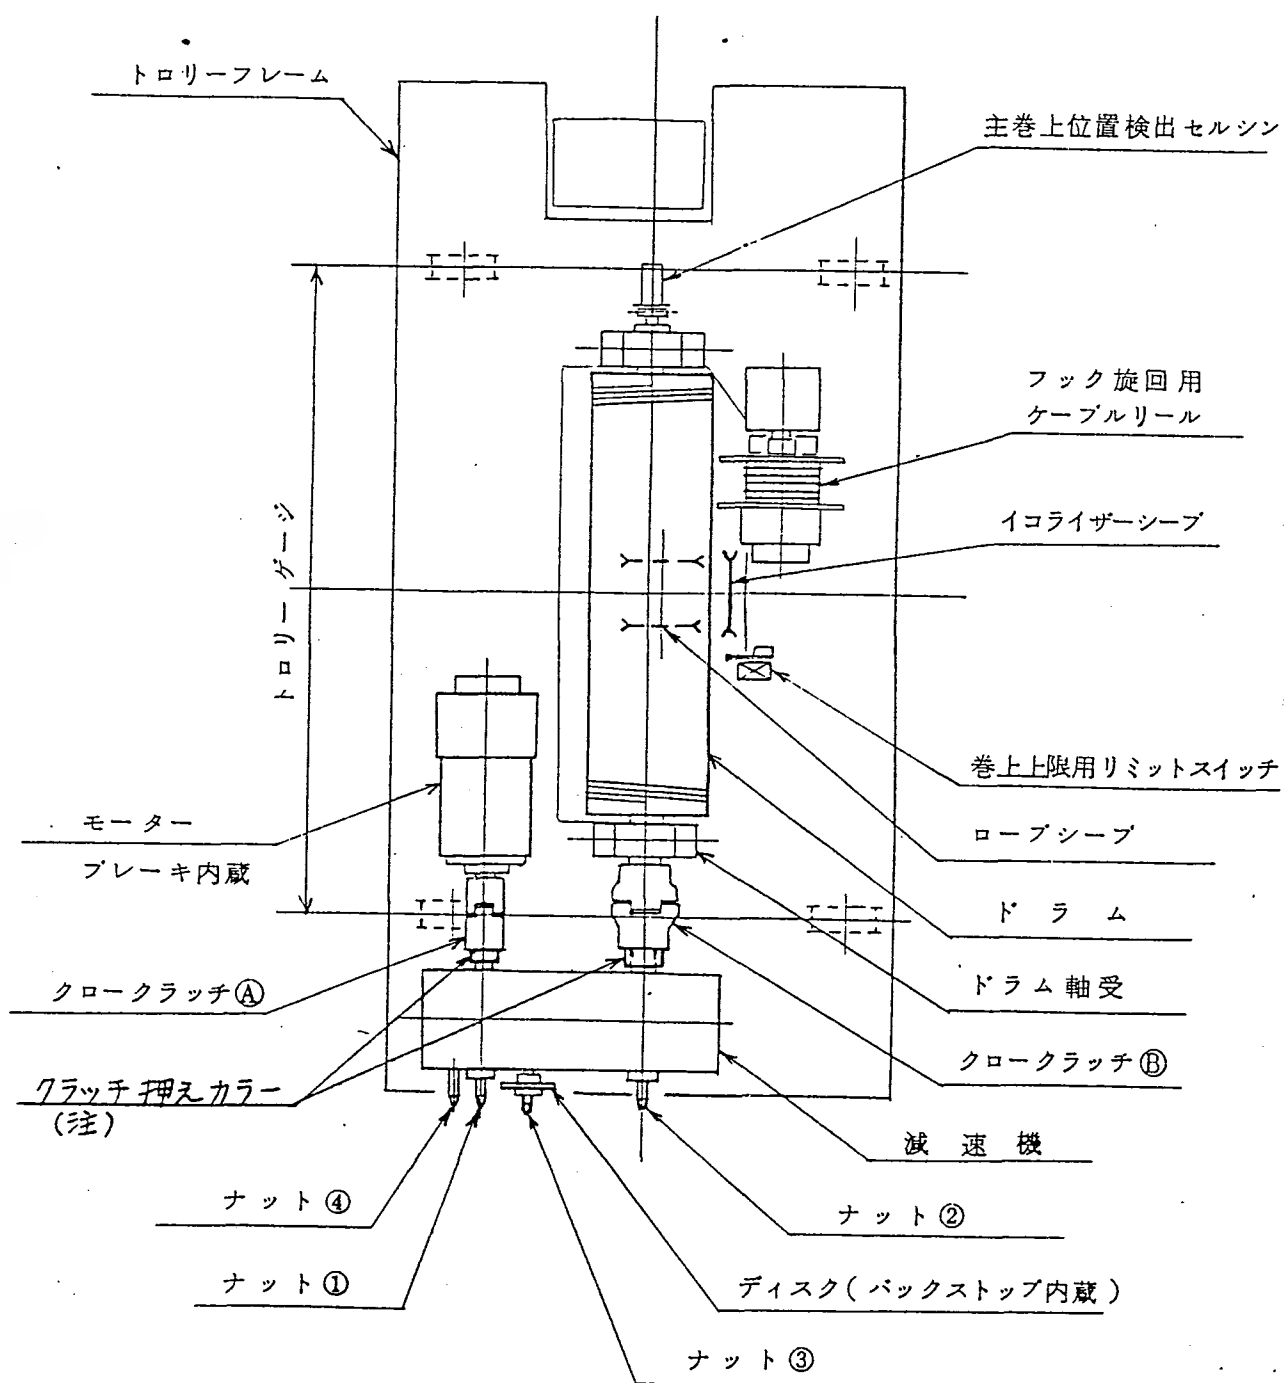 トロリーフレーム
主巻上位置検出セルシン
フック旋回用
ケーブルリール
イコライザーシーブ
トロリーゲージ
巻上上限用リミットスイッチ
モーター
ブレーキ内蔵
ロープシーブ
ドラム
クロークラッチⒶ
ドラム軸受
クロークラッチⒷ
クラッチ押えカラー
(注)
減速機
ナット④
ナット②
ナット①
ディスク(バックストップ内蔵)
ナット③